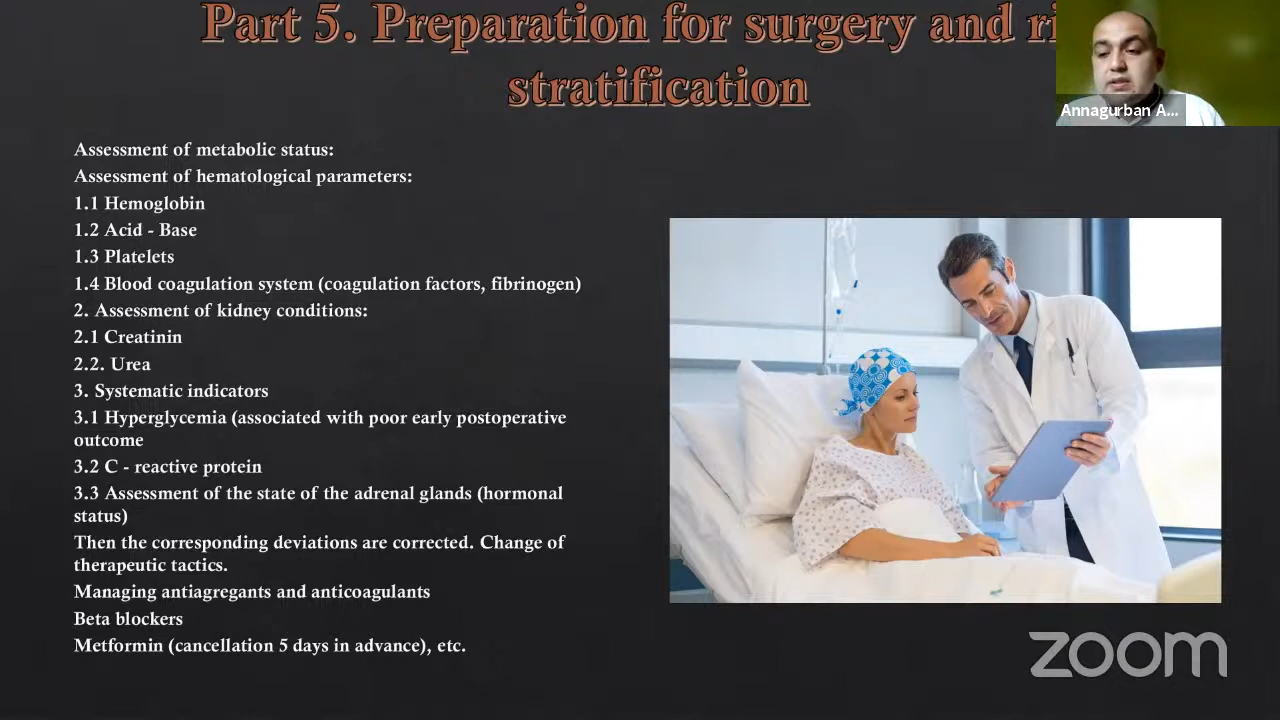 Part 5. Preparation for surgery and ri
stratification
Annagurban A...
Assessment of metabolic status:
Assessment of hematological parameters:
1.1 Hemoglobin
1.2 Acid - Base
1.3 Platelets
1.4 Blood coagulation system (coagulation factors, fibrinogen)
2. Assessment of kidney conditions:
2.1 Creatinin
2.2. Urea
3. Systematic indicators
3.1 Hyperglycemia (associated with poor early postoperative
outcome
3.2 C - reactive protein
3.3 Assessment of the state of the adrenal glands (hormonal
status)
Then the corresponding deviations are corrected. Change of
therapeutic tactics.
Managing antiagregants and anticoagulants
Beta blockers
Metformin (cancellation 5 days in advance), etc.
zoom